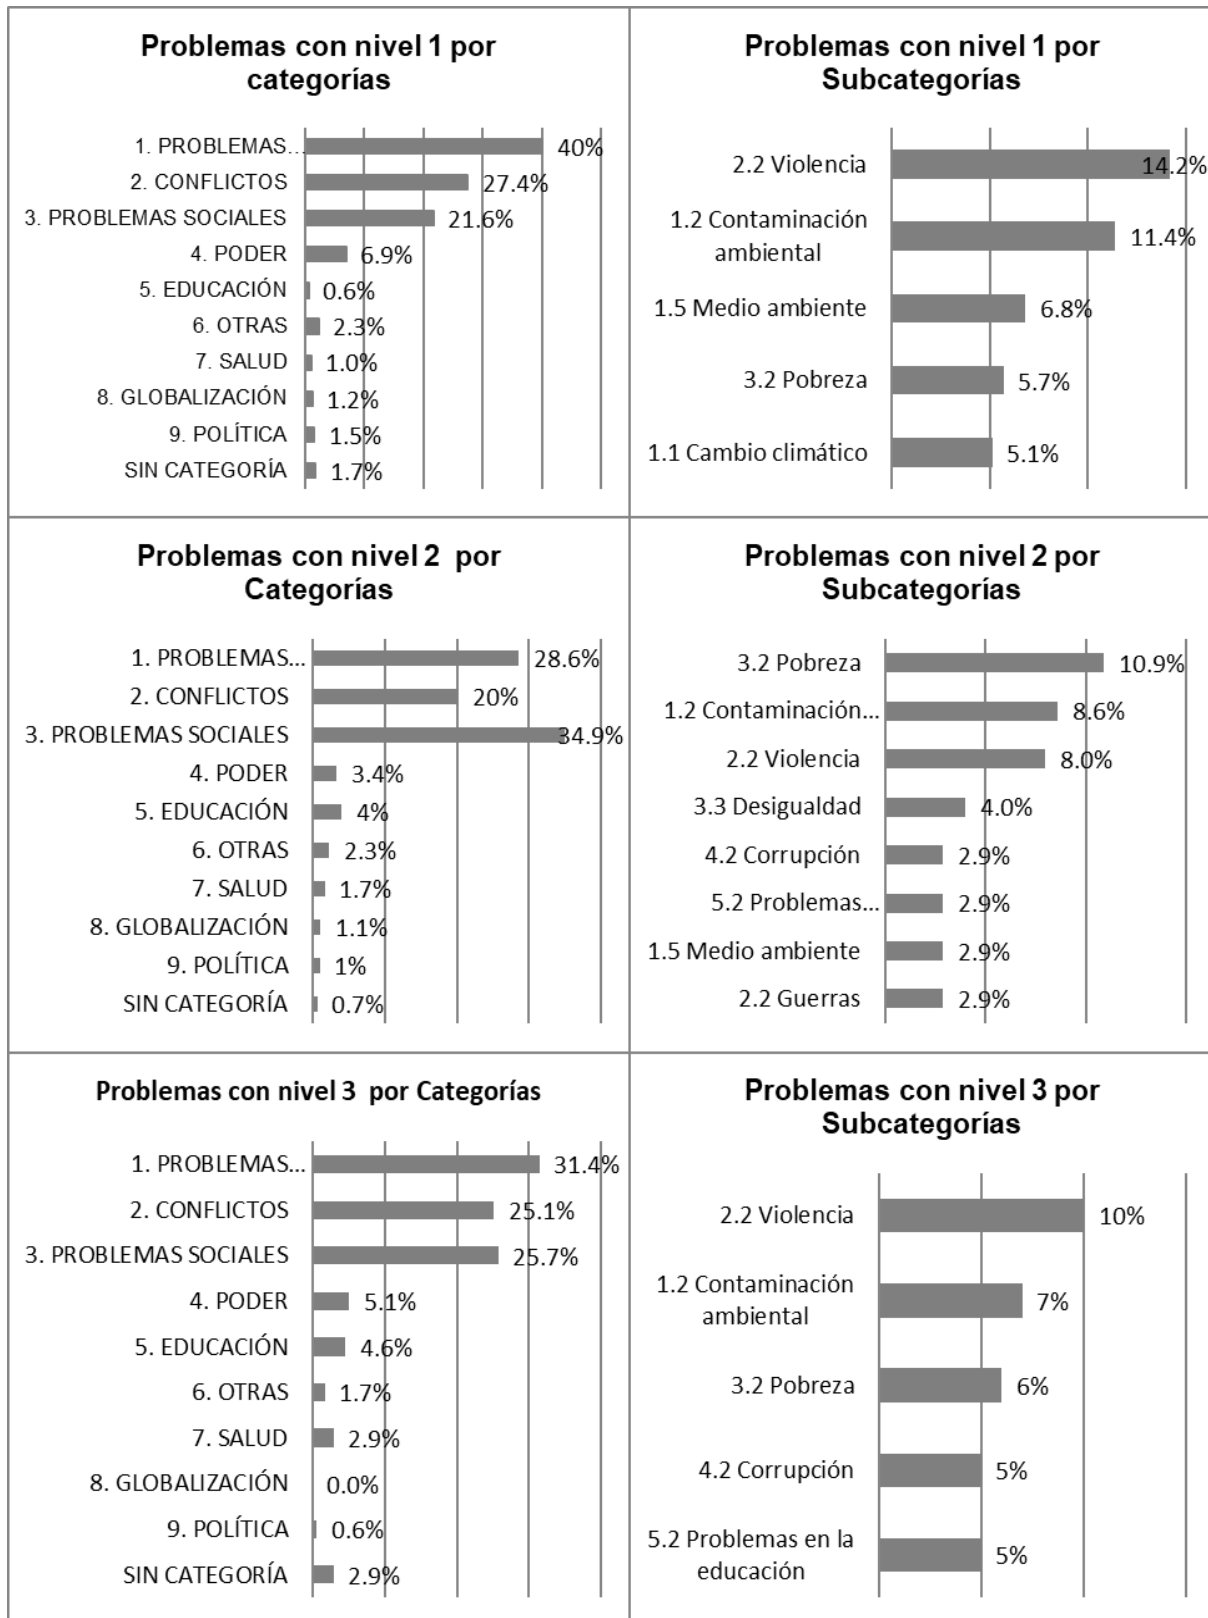 Problemas con nivel 1 por
categorías
1. PROBLEMAS... 40%
2. CONFLICTOS 27.4%
3. PROBLEMAS SOCIALES 21.6%
4. PODER 6.9%
5. EDUCACIÓN 0.6%
6. OTRAS 2.3%
7. SALUD 1.0%
8. GLOBALIZACIÓN 1.2%
9. POLÍTICA 1.5%
SIN CATEGORÍA 1.7%
Problemas con nivel 1 por
Subcategorías
2.2 Violencia 14.2%
1.2 Contaminación
ambiental 11.4%
1.5 Medio ambiente 6.8%
3.2 Pobreza 5.7%
1.1 Cambio climático 5.1%
Problemas con nivel 2 por
Categorías
1. PROBLEMAS... 28.6%
2. CONFLICTOS 20%
3. PROBLEMAS SOCIALES 34.9%
4. PODER 3.4%
5. EDUCACIÓN 4%
6. OTRAS 2.3%
7. SALUD 1.7%
8. GLOBALIZACIÓN 1.1%
9. POLÍTICA 1%
SIN CATEGORÍA 0.7%
Problemas con nivel 2 por
Subcategorías
3.2 Pobreza 10.9%
1.2 Contaminación... 8.6%
2.2 Violencia 8.0%
3.3 Desigualdad 4.0%
4.2 Corrupción 2.9%
5.2 Problemas... 2.9%
1.5 Medio ambiente 2.9%
2.2 Guerras 2.9%
Problemas con nivel 3 por Categorías
1. PROBLEMAS... 31.4%
2. CONFLICTOS 25.1%
3. PROBLEMAS SOCIALES 25.7%
4. PODER 5.1%
5. EDUCACIÓN 4.6%
6. OTRAS 1.7%
7. SALUD 2.9%
8. GLOBALIZACIÓN 0.0%
9. POLÍTICA 0.6%
SIN CATEGORÍA 2.9%
Problemas con nivel 3 por
Subcategorías
2.2 Violencia 10%
1.2 Contaminación
ambiental 7%
3.2 Pobreza 6%
4.2 Corrupción 5%
5.2 Problemas en la
educación 5%